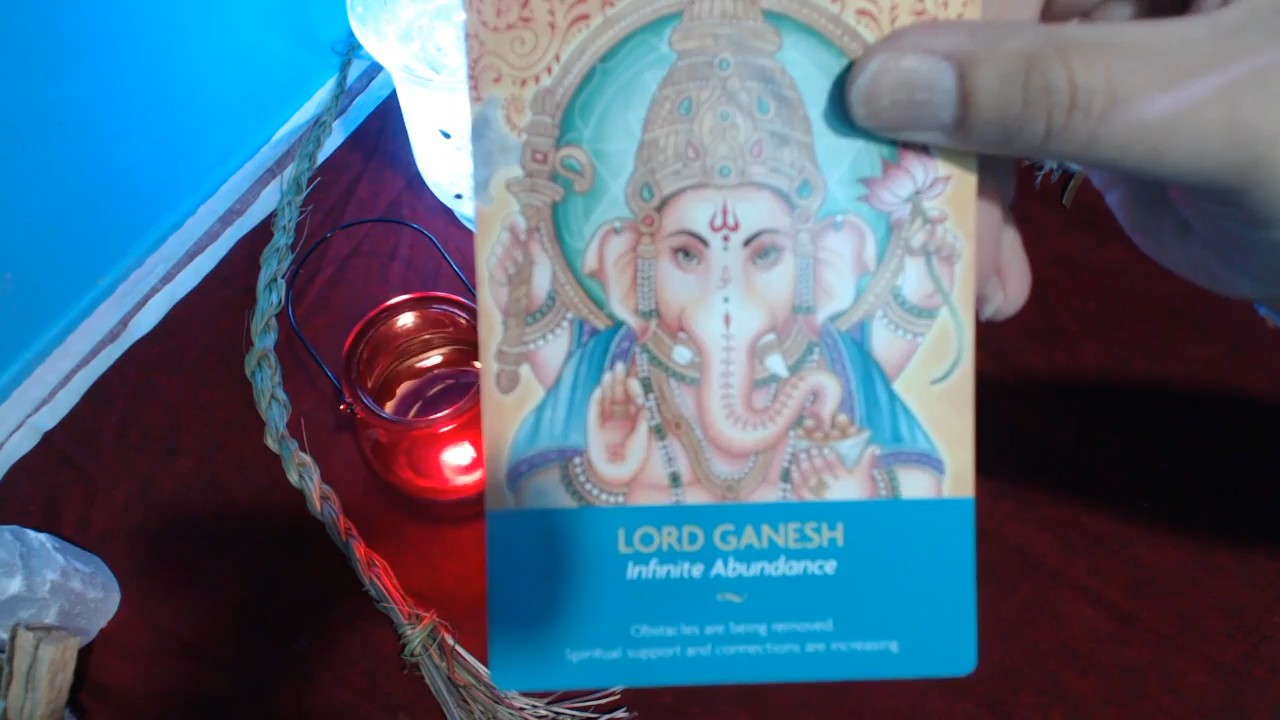 LORD GANESH
Infinite Abundance
Obstacles are being removed.
Spiritual support and connections are increasing.